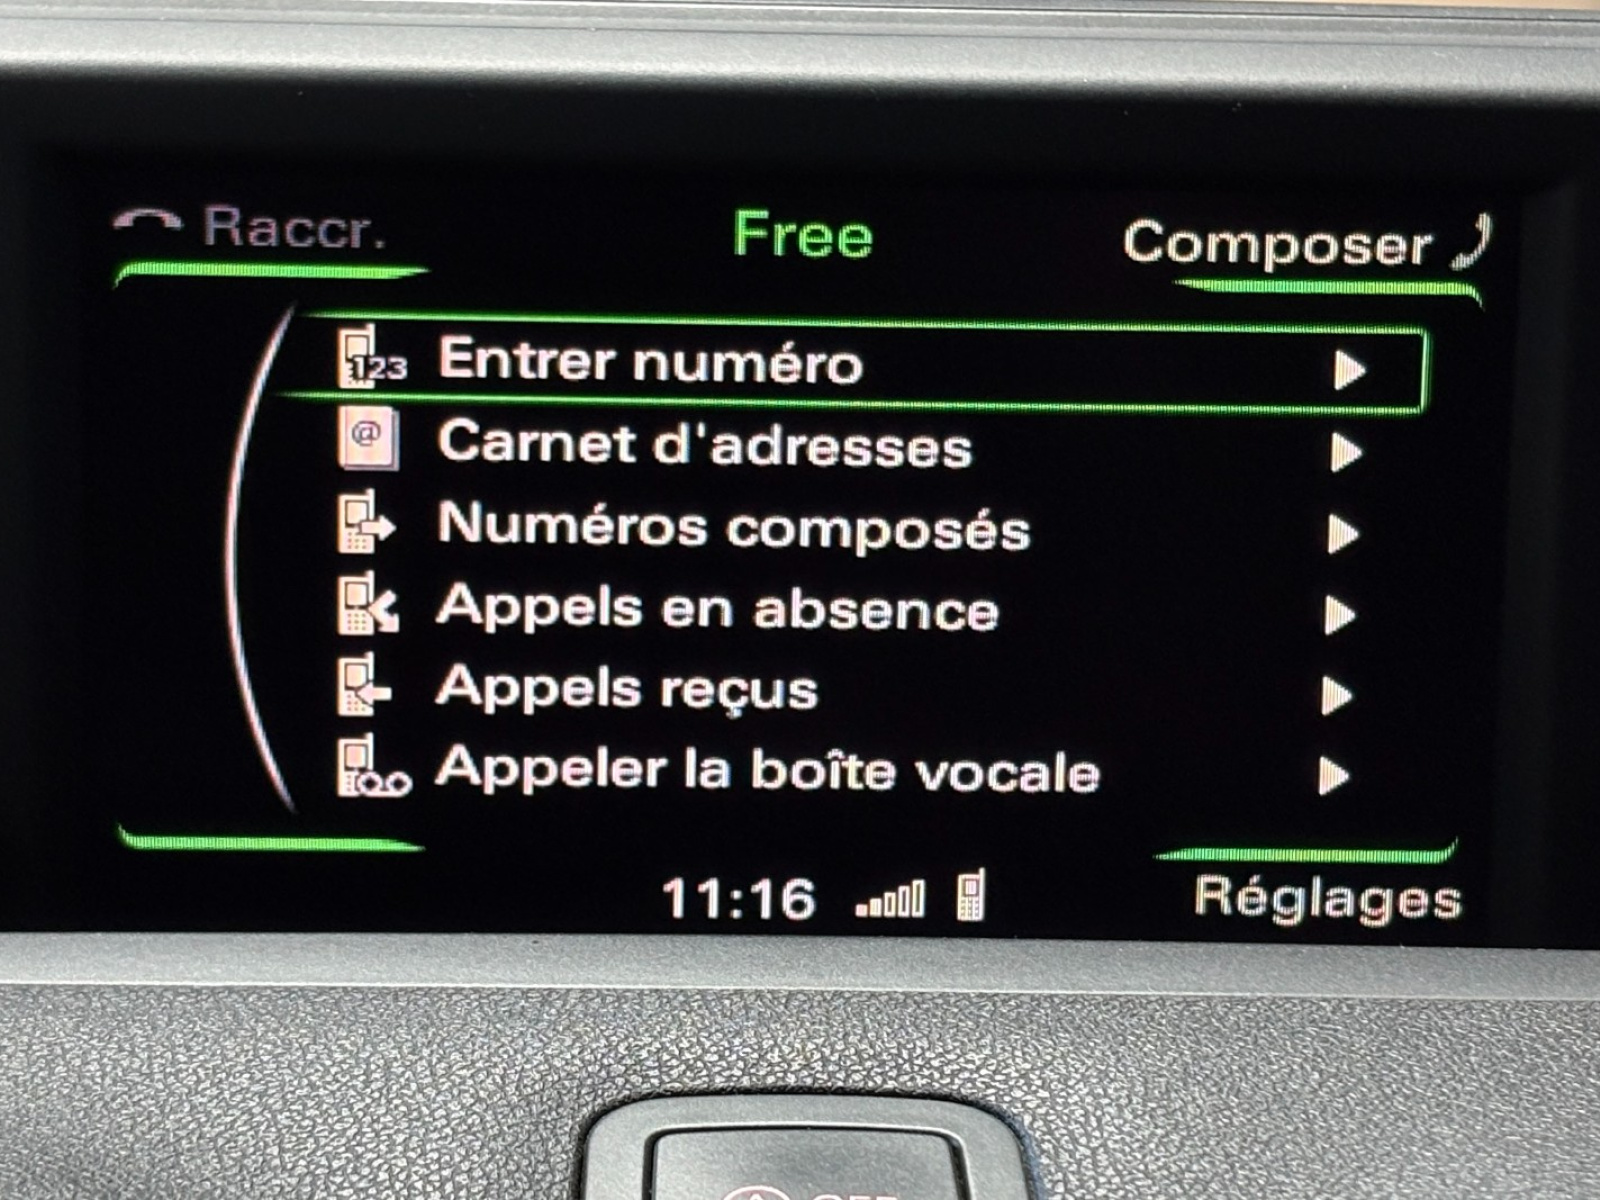 Raccr.
Free
Composer
123 Entrer numéro
@ Carnet d'adresses
Numéros composés
Appels en absence
Appels reçus
Appeler la boîte vocale
11:16
Réglages